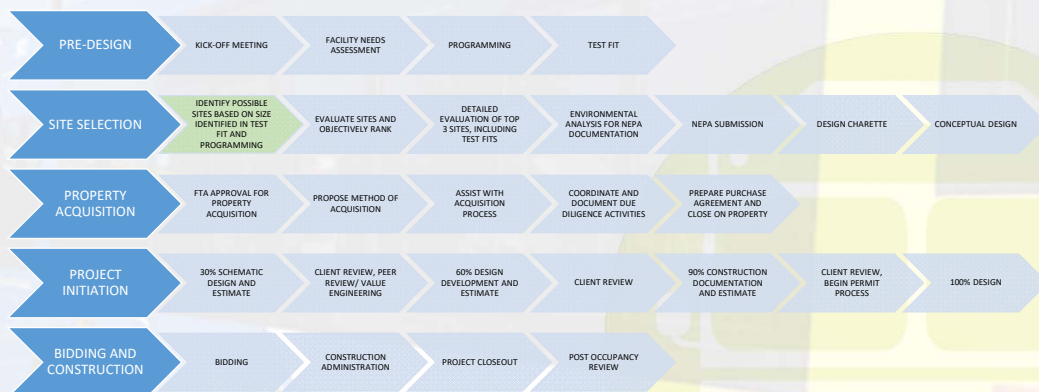 PRE-DESIGN
KICK-OFF MEETING
FACILITY NEEDS
ASSESSMENT
PROGRAMMING
TEST FIT
SITE SELECTION
IDENTIFY POSSIBLE
SITES BASED ON SIZE
IDENTIFIED IN TEST
FIT AND
PROGRAMMING
EVALUATE SITES AND
OBJECTIVELY RANK
DETAILED
EVALUATION OF TOP
3 SITES, INCLUDING
TEST FITS
ENVIRONMENTAL
ANALYSIS FOR NEPA
DOCUMENTATION
NEPA SUBMISSION
DESIGN CHARETTE
CONCEPTUAL DESIGN
PROPERTY
ACQUISITION
FTA APPROVAL FOR
PROPERTY
ACQUISITION
PROPOSE METHOD OF
ACQUISITION
ASSIST WITH
ACQUISITION
PROCESS
COORDINATE AND
DOCUMENT DUE
DILIGENCE ACTIVITIES
PREPARE PURCHASE
AGREEMENT AND
CLOSE ON PROPERTY
PROJECT
INITIATION
30% SCHEMATIC
DESIGN AND
ESTIMATE
CLIENT REVIEW, PEER
REVIEW/ VALUE
ENGINEERING
60% DESIGN
DEVELOPMENT AND
ESTIMATE
CLIENT REVIEW
90% CONSTRUCTION
DOCUMENTATION
AND ESTIMATE
CLIENT REVIEW,
BEGIN PERMIT
PROCESS
100% DESIGN
BIDDING AND
CONSTRUCTION
BIDDING
CONSTRUCTION
ADMINISTRATION
PROJECT CLOSEOUT
POST OCCUPANCY
REVIEW